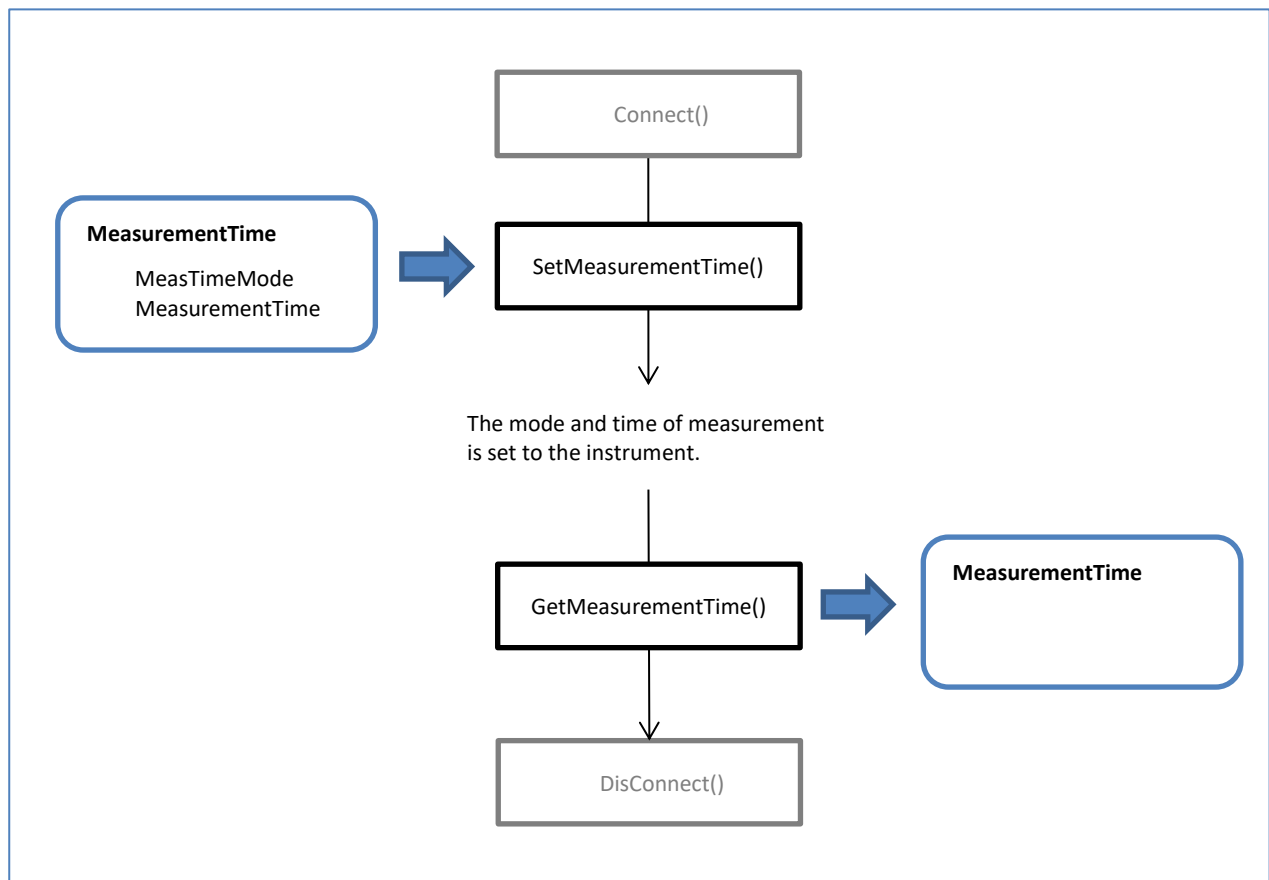 Connect()
MeasurementTime
MeasTimeMode
MeasurementTime
SetMeasurementTime()
The mode and time of measurement
is set to the instrument.
GetMeasurementTime()
MeasurementTime
DisConnect()